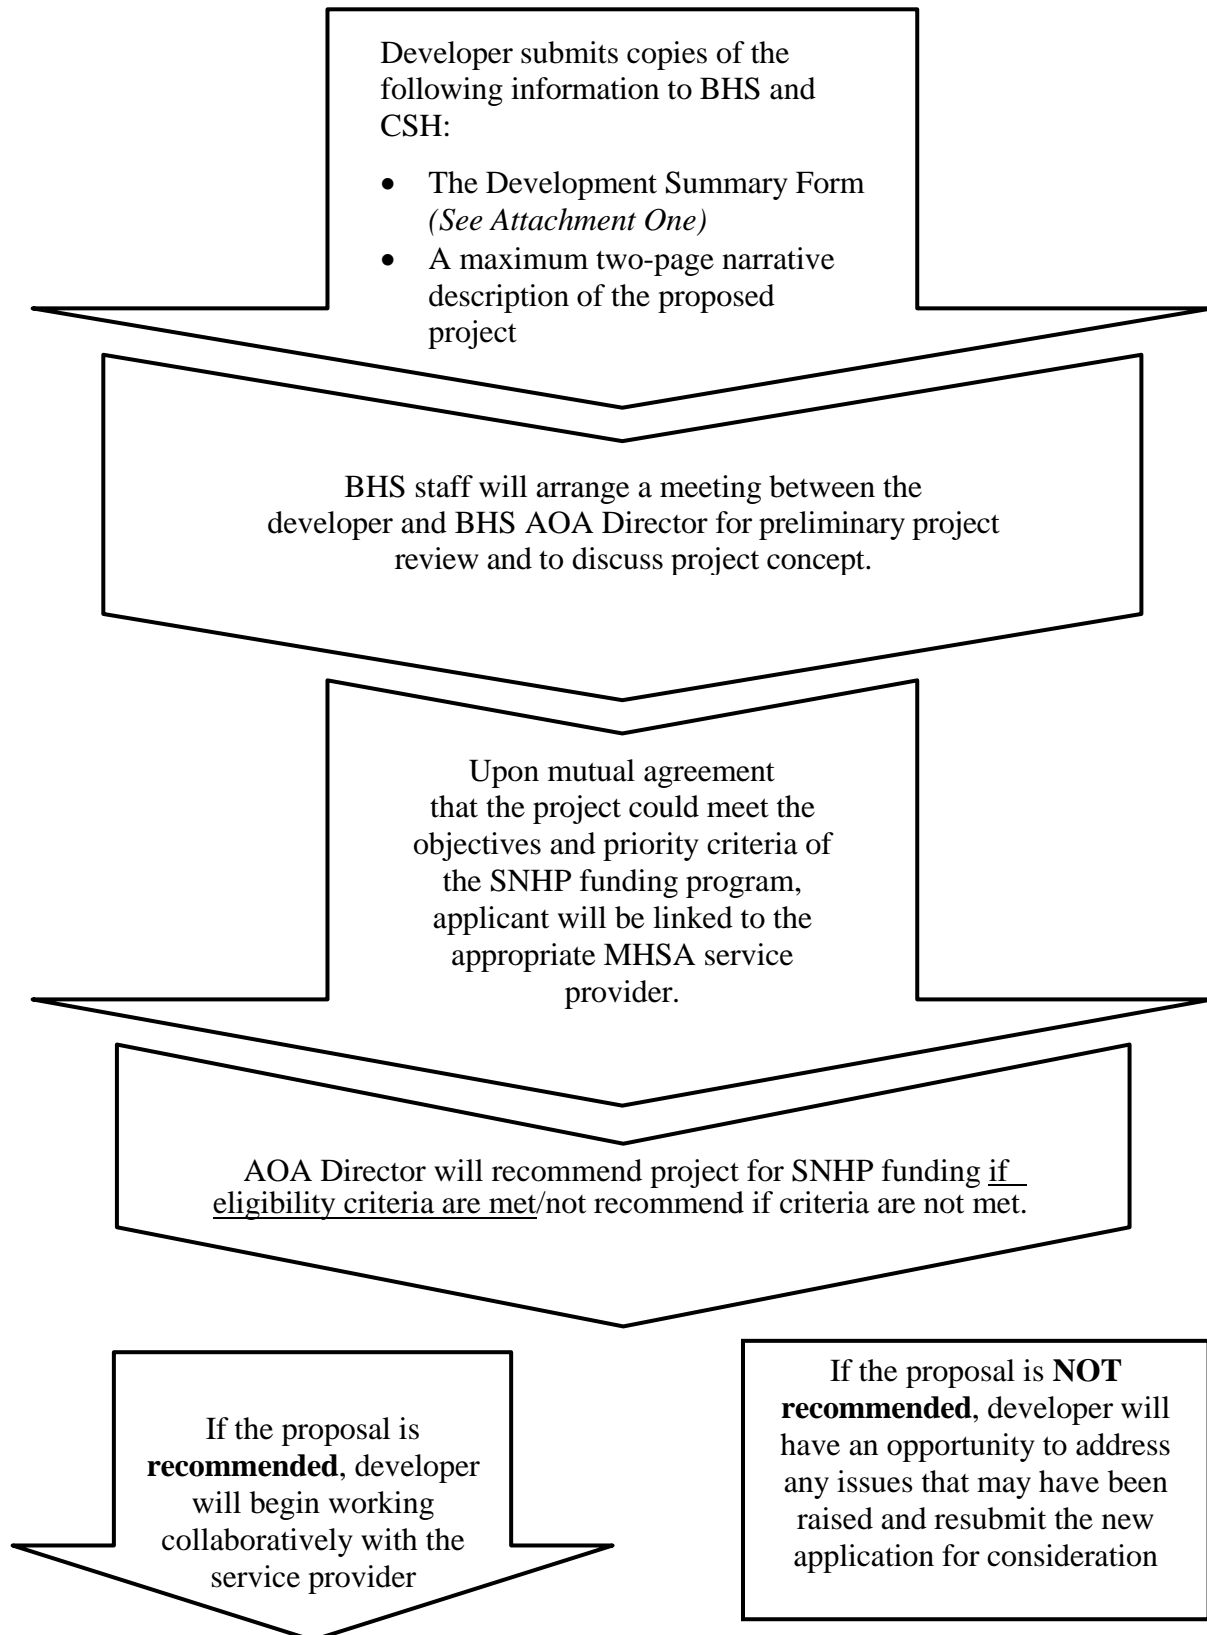 Developer submits copies of the
following information to BHS and
CSH:
• The Development Summary Form
(See Attachment One)
• A maximum two-page narrative
description of the proposed
project
BHS staff will arrange a meeting between the
developer and BHS AOA Director for preliminary project
review and to discuss project concept.
Upon mutual agreement
that the project could meet the
objectives and priority criteria of
the SNHP funding program,
applicant will be linked to the
appropriate MHSA service
provider.
AOA Director will recommend project for SNHP funding if
eligibility criteria are met/not recommend if criteria are not met.
If the proposal is
recommended, developer
will begin working
collaboratively with the
service provider
If the proposal is NOT
recommended, developer will
have an opportunity to address
any issues that may have been
raised and resubmit the new
application for consideration